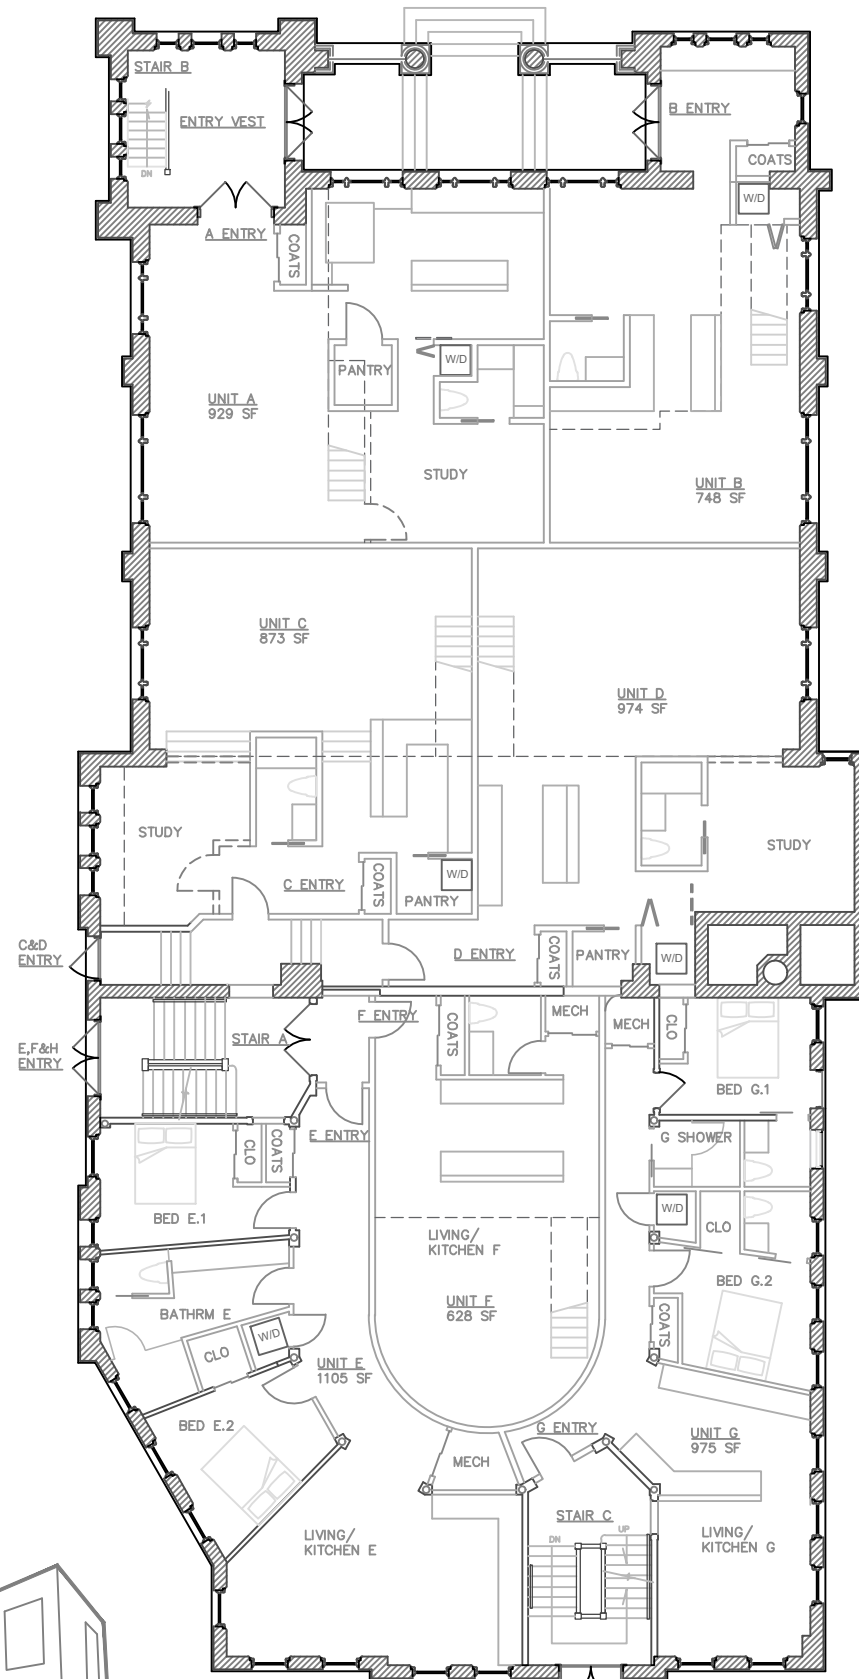 STAIR B
ENTRY VEST
B ENTRY
COATS
DN
W/D
A ENTRY
COATS
W/D
PANTRY
UNIT A
929 SF
STUDY
UNIT B
748 SF
UNIT C
873 SF
UNIT D
974 SF
STUDY
STUDY
C ENTRY
COATS
W/D
PANTRY
C&D
ENTRY
D ENTRY
COATS
PANTRY
W/D
F ENTRY
MECH
MECH
CLO
COATS
STAIR A
E,F&H
ENTRY
BED G.1
E ENTRY
G SHOWER
CLO
COATS
BED E.1
W/D
CLO
LIVING/
KITCHEN F
BED G.2
UNIT F
628 SF
BATHRM E
W/D
COATS
CLO
UNIT E
1105 SF
BED E.2
G ENTRY
UNIT G
975 SF
MECH
STAIR C
DN
UP
LIVING/
KITCHEN E
LIVING/
KITCHEN G